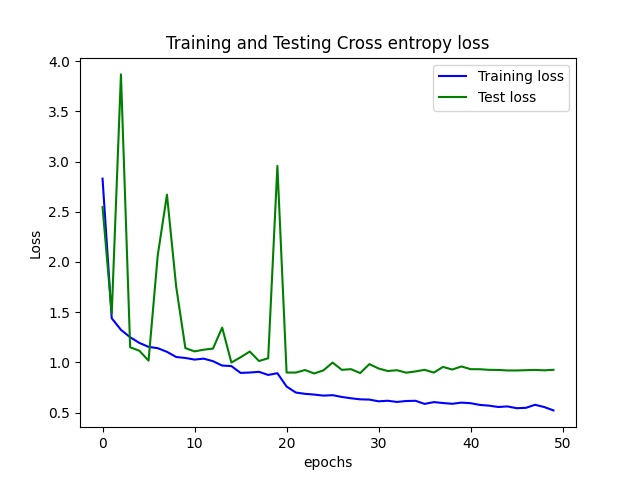 Training and Testing Cross entropy loss
Training loss
Test loss
4.0
3.5
3.0
2.5
2.0
1.5
1.0
0.5
Loss
0 10 20 30 40 50
epochs